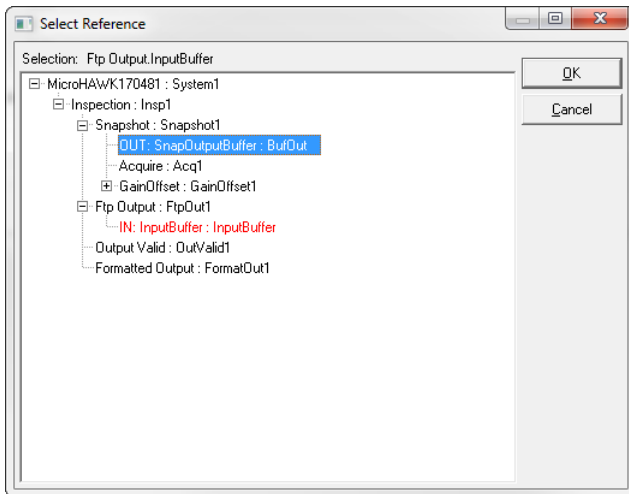 Select Reference
Selection: Ftp Output.InputBuffer
MicroHAWK170481 : System1
Inspection : Insp1
Snapshot : Snapshot1
OUT: SnapOutputBuffer : BufOut
Acquire : Acq1
GainOffset : GainOffset1
Ftp Output : FtpOut1
IN: InputBuffer : InputBuffer
Output Valid : OutValid1
Formatted Output : FormatOut1
OK
Cancel